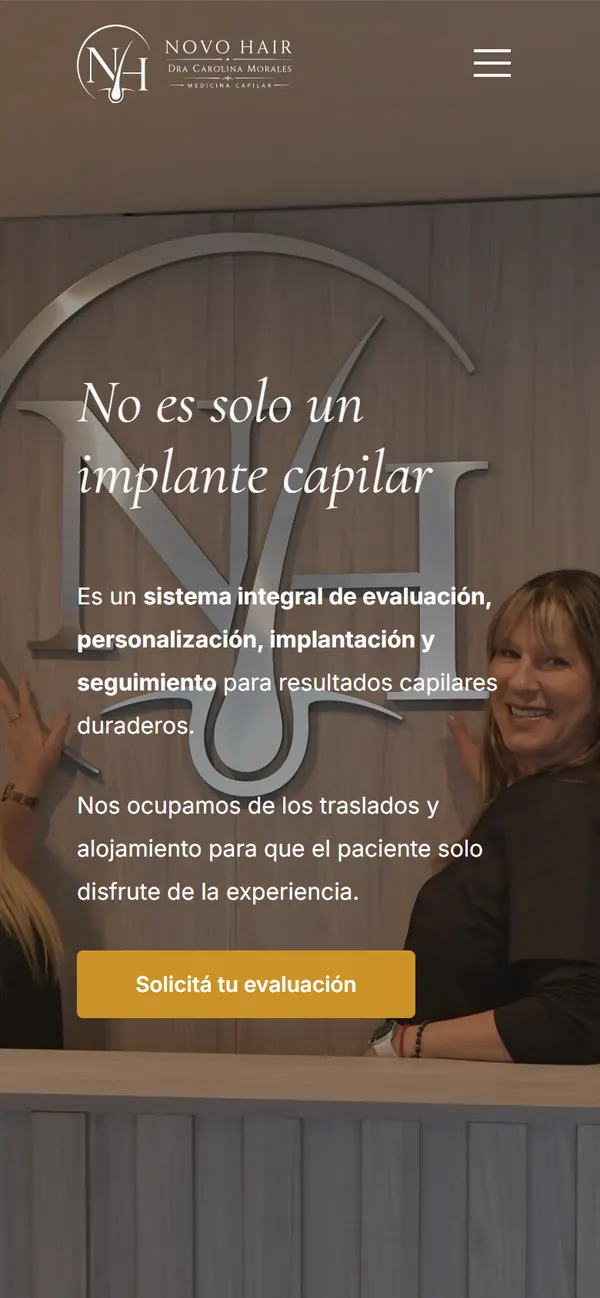 NH
NOVO HAIR
DRA CAROLINA MORALES
MEDICINA CAPILAR
NH
No es solo un
implante capilar
Es un sistema integral de evaluación,
personalización, implantación y
seguimiento para resultados capilares
duraderos.
Nos ocupamos de los traslados y
alojamiento para que el paciente solo
disfrute de la experiencia.
Solicitá tu evaluación